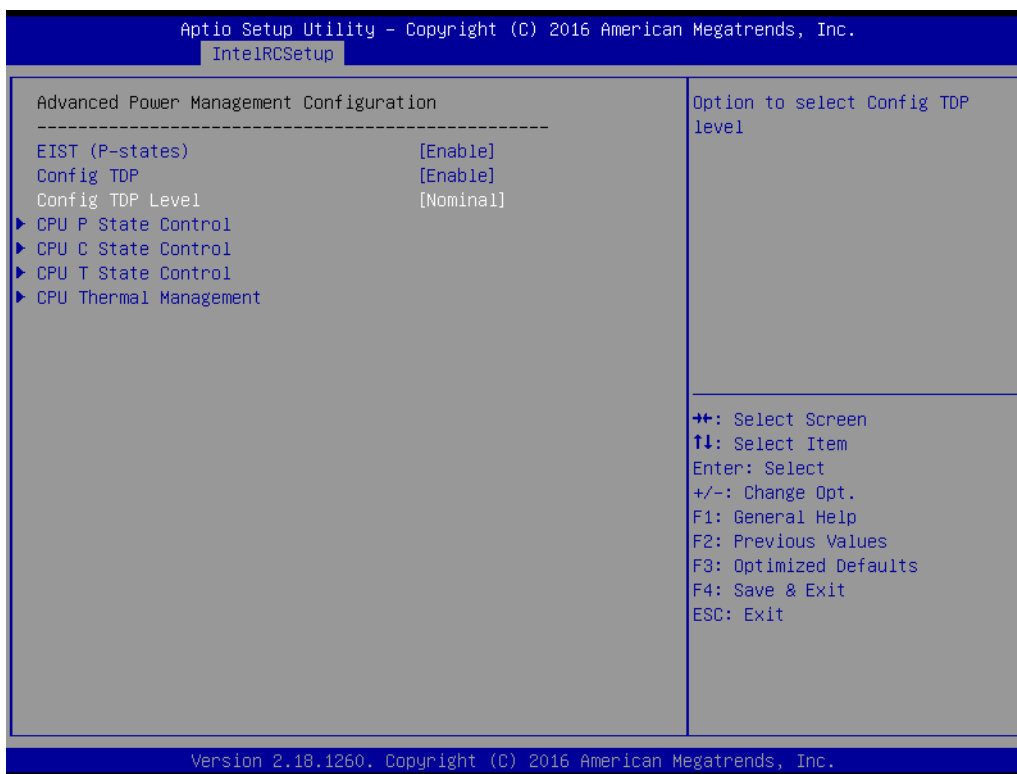 Aptio Setup Utility – Copyright (C) 2016 American Megatrends, Inc.
IntelRCSetup
Advanced Power Management Configuration
--------------------------------------------------
EIST (P-states) [Enable]
Config TDP [Enable]
Config TDP Level [Nominal]
▶ CPU P State Control
▶ CPU C State Control
▶ CPU T State Control
▶ CPU Thermal Management
Option to select Config TDP
level
→←: Select Screen
↑↓: Select Item
Enter: Select
+/-: Change Opt.
F1: General Help
F2: Previous Values
F3: Optimized Defaults
F4: Save & Exit
ESC: Exit
Version 2.18.1260. Copyright (C) 2016 American Megatrends, Inc.